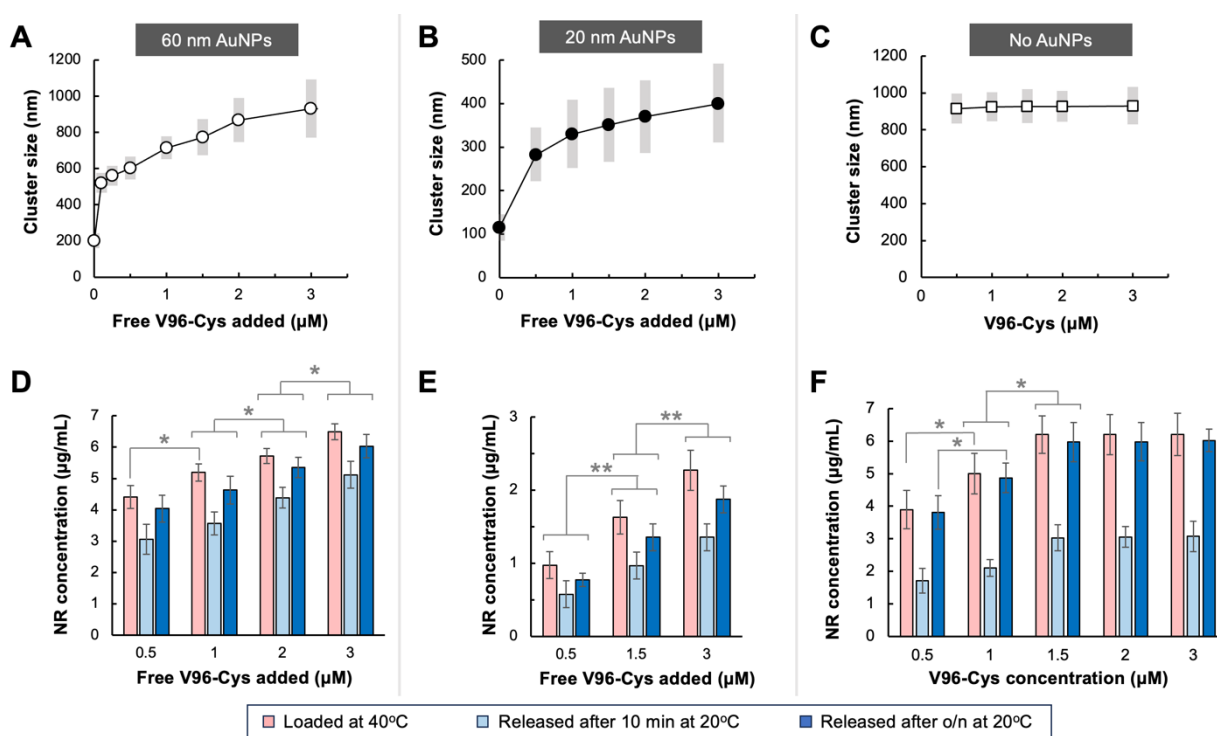 A
60 nm AuNPs
1200
1000
800
600
400
200
0
Cluster size (nm)
0 1 2 3
Free V96-Cys added (µM)
B
20 nm AuNPs
500
400
300
200
100
0
Cluster size (nm)
0 1 2 3
Free V96-Cys added (µM)
C
No AuNPs
1200
1000
800
600
400
200
0
Cluster size (nm)
0 1 2 3
V96-Cys (µM)
D
7
6
5
4
3
2
1
0
NR concentration (µg/mL)
* * *
0.5 1 2 3
Free V96-Cys added (µM)
E
3
2
1
0
NR concentration (µg/mL)
** **
0.5 1.5 3
Free V96-Cys added (µM)
F
7
6
5
4
3
2
1
0
NR concentration (µg/mL)
* * *
0.5 1 1.5 2 3
V96-Cys concentration (µM)
Loaded at 40ºC Released after 10 min at 20ºC Released after o/n at 20ºC